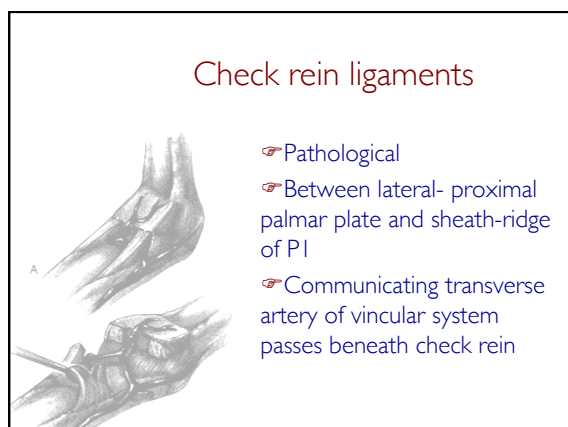 Check rein ligaments
☞Pathological
☞Between lateral- proximal
palmar plate and sheath-ridge
of P1
☞Communicating transverse
artery of vincular system
passes beneath check rein
A